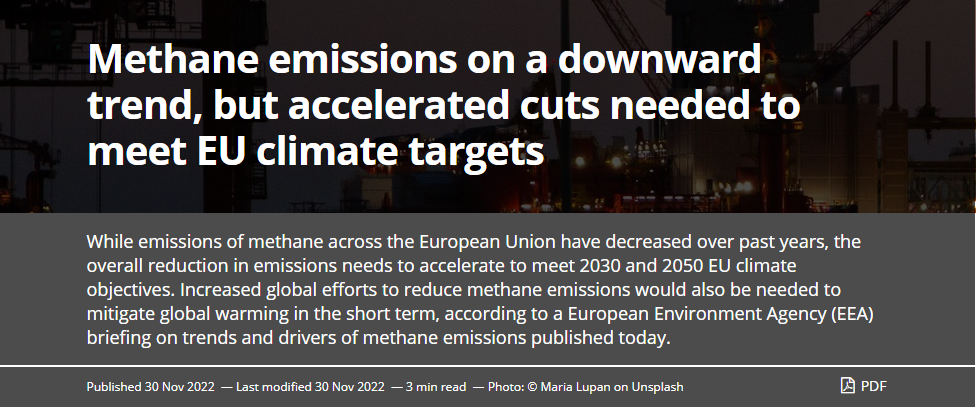 Methane emissions on a downward
trend, but accelerated cuts needed to
meet EU climate targets
While emissions of methane across the European Union have decreased over past years, the
overall reduction in emissions needs to accelerate to meet 2030 and 2050 EU climate
objectives. Increased global efforts to reduce methane emissions would also be needed to
mitigate global warming in the short term, according to a European Environment Agency (EEA)
briefing on trends and drivers of methane emissions published today.
Published 30 Nov 2022 — Last modified 30 Nov 2022 — 3 min read — Photo: © Maria Lupan on Unsplash
PDF